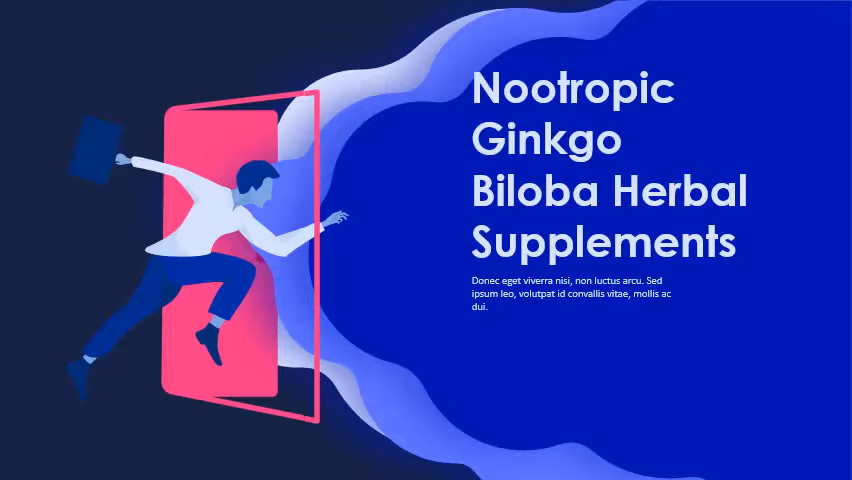 Nootropic
Ginkgo
Biloba Herbal
Supplements
Donec eget viverra nisi, non luctus arcu. Sed
ipsum leo, volutpat id convallis vitae, mollis ac
dui.